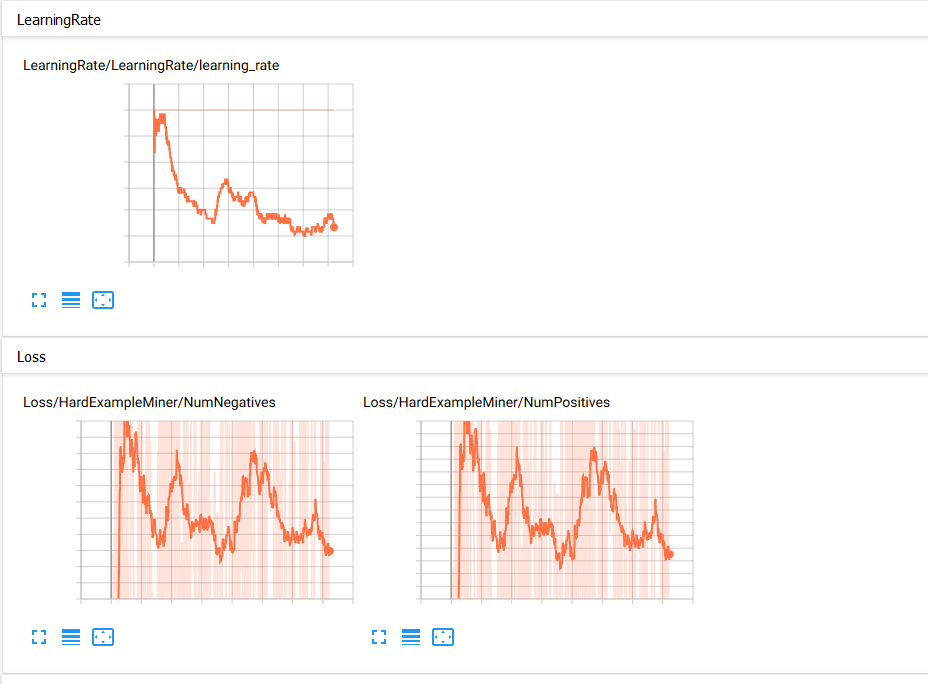 LearningRate
LearningRate/LearningRate/learning_rate
Loss
Loss/HardExampleMiner/NumNegatives
Loss/HardExampleMiner/NumPositives